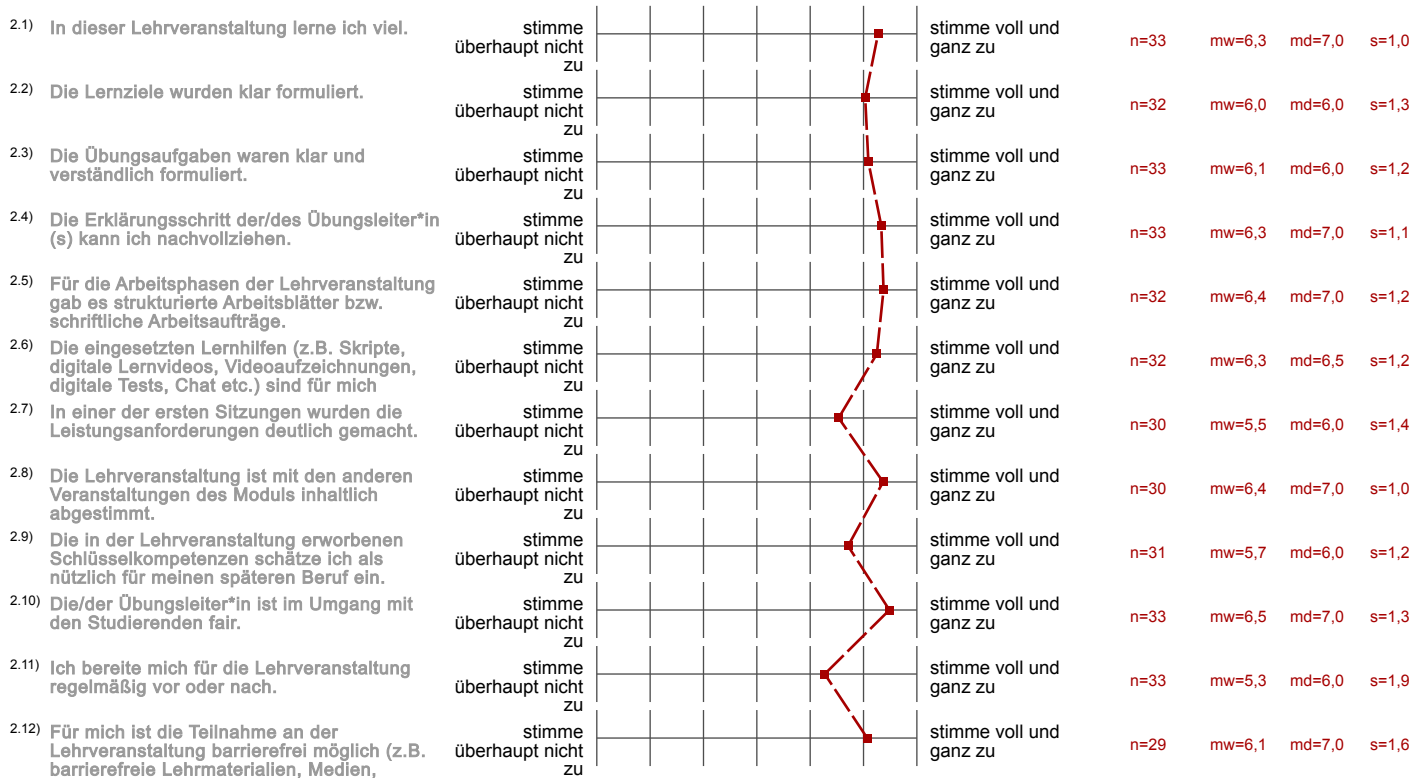 2.1) In dieser Lehrveranstaltung lerne ich viel. stimme überhaupt nicht zu stimme voll und ganz zu n=33 mw=6,3 md=7,0 s=1,0
2.2) Die Lernziele wurden klar formuliert. stimme überhaupt nicht zu stimme voll und ganz zu n=32 mw=6,0 md=6,0 s=1,3
2.3) Die Übungsaufgaben waren klar und
verständlich formuliert. stimme überhaupt nicht zu stimme voll und ganz zu n=33 mw=6,1 md=6,0 s=1,2
2.4) Die Erklärungsschritt der/des Übungsleiter*in
(s) kann ich nachvollziehen. stimme überhaupt nicht zu stimme voll und ganz zu n=33 mw=6,3 md=7,0 s=1,1
2.5) Für die Arbeitsphasen der Lehrveranstaltung
gab es strukturierte Arbeitsblätter bzw.
schriftliche Arbeitsaufträge. stimme überhaupt nicht zu stimme voll und ganz zu n=32 mw=6,4 md=7,0 s=1,2
2.6) Die eingesetzten Lernhilfen (z.B. Skripte,
digitale Lernvideos, Videoaufzeichnungen,
digitale Tests, Chat etc.) sind für mich stimme überhaupt nicht zu stimme voll und ganz zu n=32 mw=6,3 md=6,5 s=1,2
2.7) In einer der ersten Sitzungen wurden die
Leistungsanforderungen deutlich gemacht. stimme überhaupt nicht zu stimme voll und ganz zu n=30 mw=5,5 md=6,0 s=1,4
2.8) Die Lehrveranstaltung ist mit den anderen
Veranstaltungen des Moduls inhaltlich
abgestimmt. stimme überhaupt nicht zu stimme voll und ganz zu n=30 mw=6,4 md=7,0 s=1,0
2.9) Die in der Lehrveranstaltung erworbenen
Schlüsselkompetenzen schätze ich als
nützlich für meinen späteren Beruf ein. stimme überhaupt nicht zu stimme voll und ganz zu n=31 mw=5,7 md=6,0 s=1,2
2.10) Die/der Übungsleiter*in ist im Umgang mit
den Studierenden fair. stimme überhaupt nicht zu stimme voll und ganz zu n=33 mw=6,5 md=7,0 s=1,3
2.11) Ich bereite mich für die Lehrveranstaltung
regelmäßig vor oder nach. stimme überhaupt nicht zu stimme voll und ganz zu n=33 mw=5,3 md=6,0 s=1,9
2.12) Für mich ist die Teilnahme an der
Lehrveranstaltung barrierefrei möglich (z.B.
barrierefreie Lehrmaterialien, Medien, stimme überhaupt nicht zu stimme voll und ganz zu n=29 mw=6,1 md=7,0 s=1,6